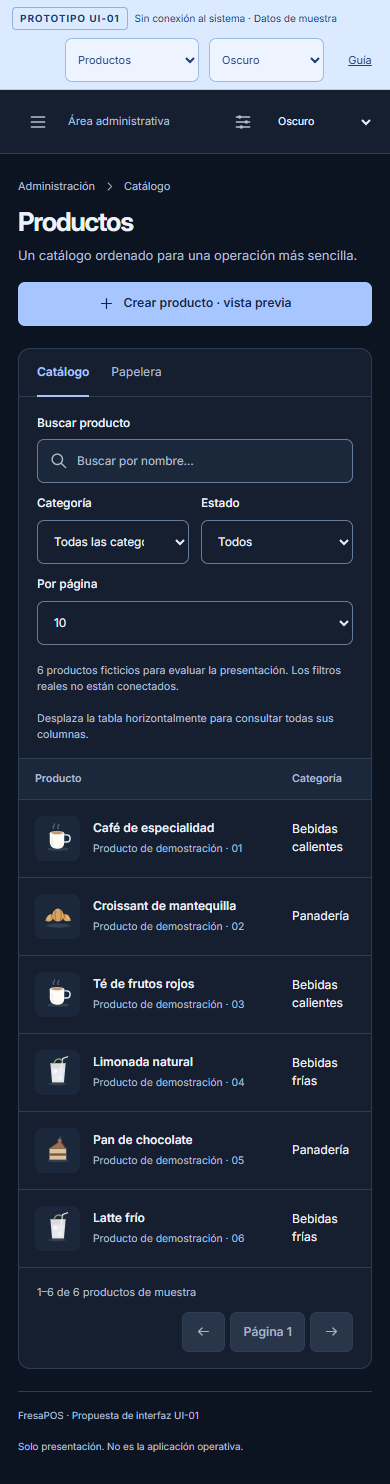 PROTOTIPO UI-01 Sin conexión al sistema · Datos de muestra
Productos Oscuro Guía
Área administrativa Oscuro
Administración Catálogo
Productos
Un catálogo ordenado para una operación más sencilla.
Crear producto · vista previa
Catálogo Papelera
Buscar producto
Buscar por nombre...
Categoría Estado
Todas las categ Todos
Por página
10
6 productos ficticios para evaluar la presentación. Los filtros
reales no están conectados.
Desplaza la tabla horizontalmente para consultar todas sus
columnas.
Producto Categoría
Café de especialidad
Producto de demostración · 01
Bebidas
calientes
Croissant de mantequilla
Producto de demostración · 02
Panadería
Té de frutos rojos
Producto de demostración · 03
Bebidas
calientes
Limonada natural
Producto de demostración · 04
Bebidas
frías
Pan de chocolate
Producto de demostración · 05
Panadería
Latte frío
Producto de demostración · 06
Bebidas
frías
1–6 de 6 productos de muestra
← Página 1 →
FresaPOS · Propuesta de interfaz UI-01
Solo presentación. No es la aplicación operativa.